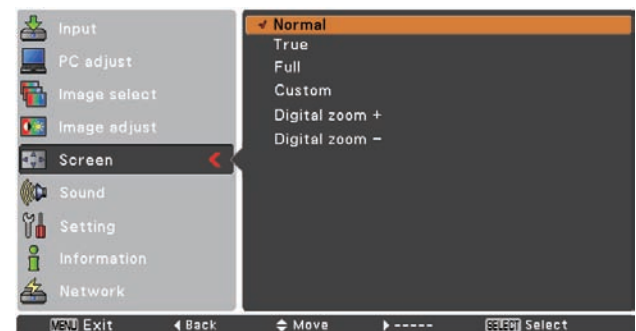 Input
PC adjust
Image select
Image adjust
Screen
Sound
Setting
Information
Network
Normal
True
Full
Custom
Digital zoom +
Digital zoom –
MENU Exit Back Move ----- SELECT Select